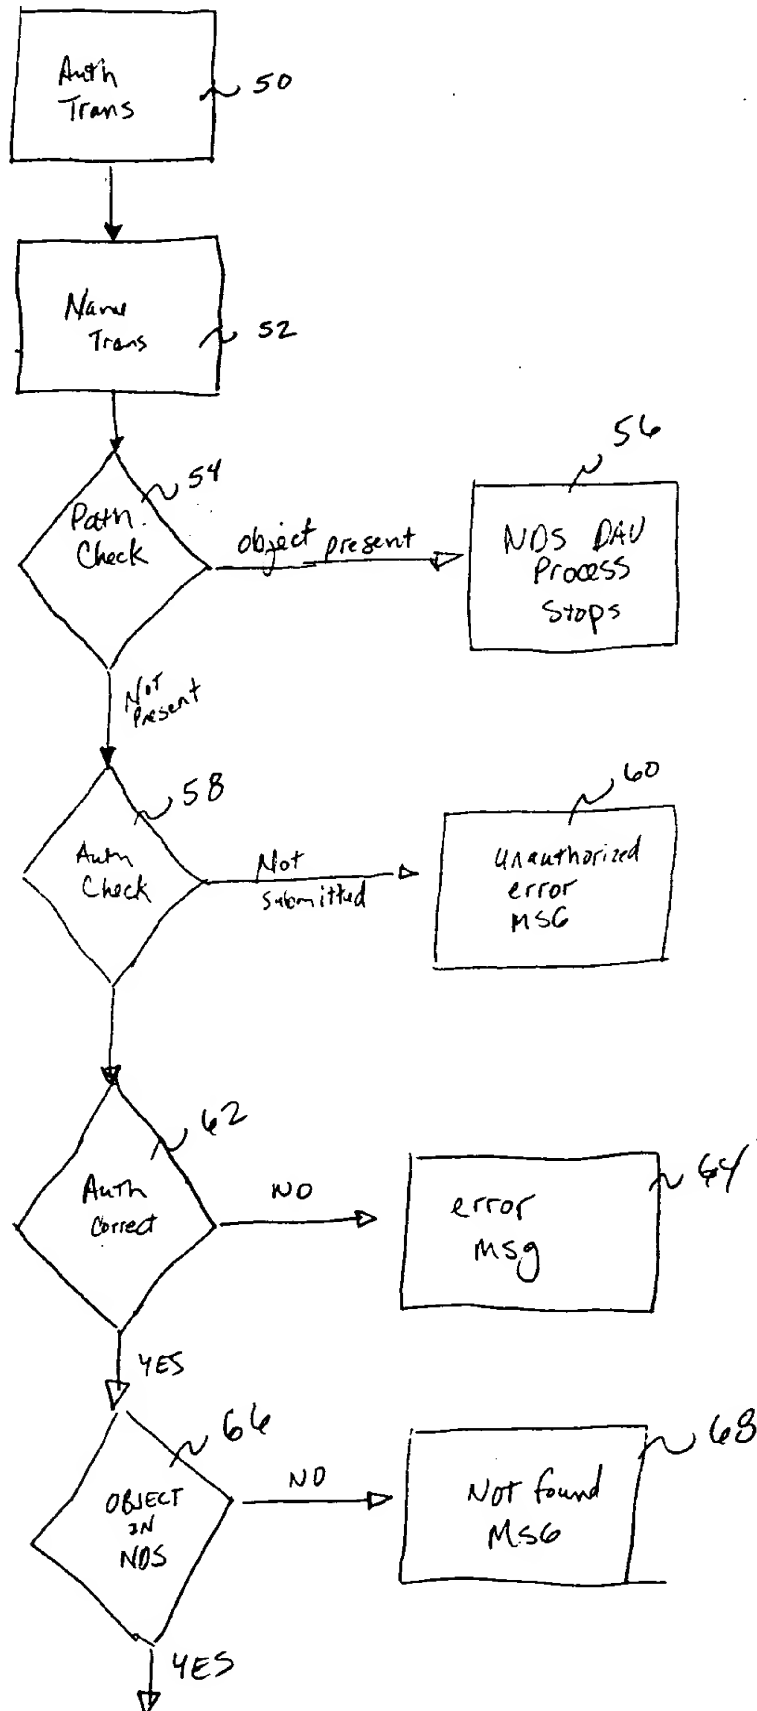 Auth
Trans
50
Name
Trans
52
54
Path
Check
object present
56
NDS DAV
Process
Stops
Not
Present
58
Auth
Check
Not
submitted
60
Unauthorized
error
MSG
62
Auth
Correct
NO
64
error
Msg
YES
66
OBJECT
IN
NDS
NO
68
Not found
MSG
YES